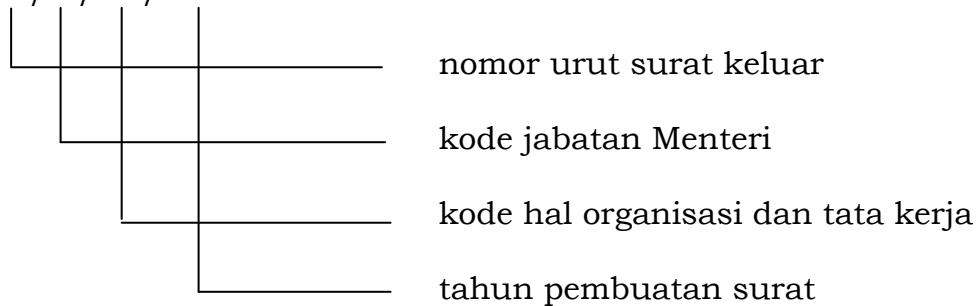 nomor urut surat keluar
kode jabatan Menteri
kode hal organisasi dan tata kerja
tahun pembuatan surat